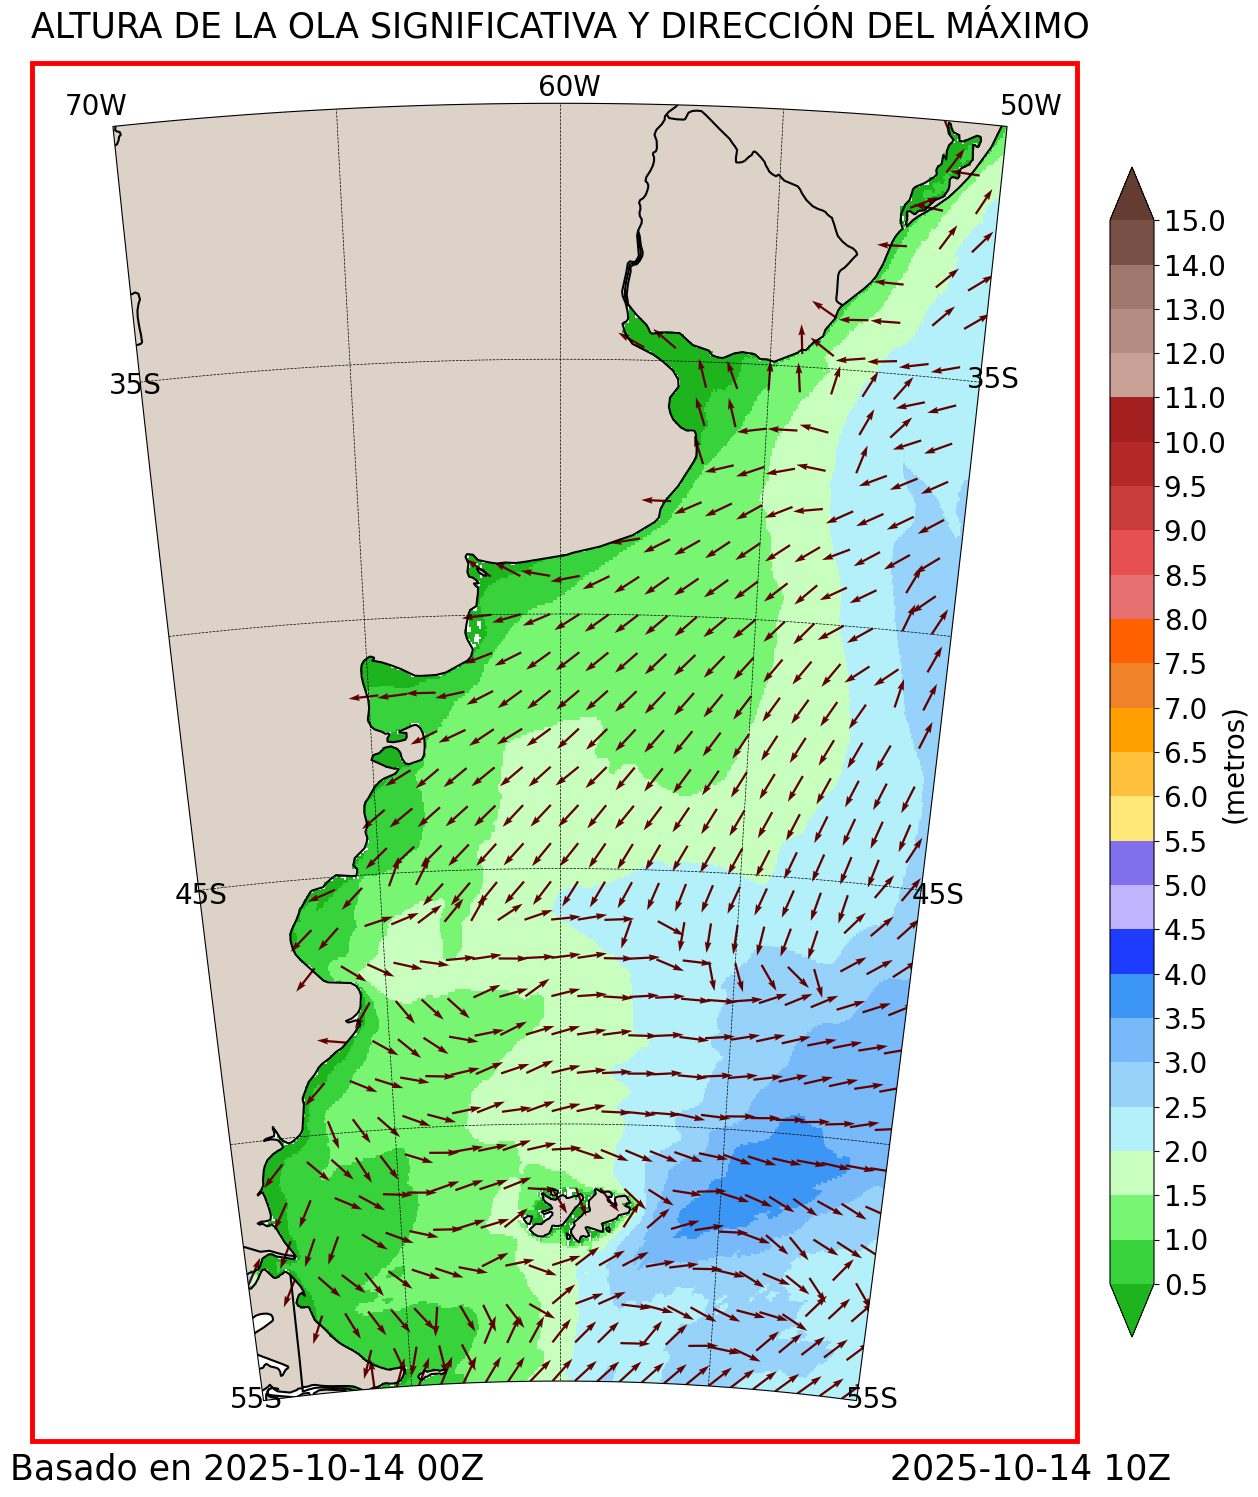 ALTURA DE LA OLA SIGNIFICATIVA Y DIRECCIÓN DEL MÁXIMO
70W
60W
50W
35S
35S
45S
45S
55S
55S
15.0
14.0
13.0
12.0
11.0
10.0
9.5
9.0
8.5
8.0
7.5
7.0
6.5
6.0
5.5
5.0
4.5
4.0
3.5
3.0
2.5
2.0
1.5
1.0
0.5
(metros)
Basado en 2025-10-14 00Z
2025-10-14 10Z